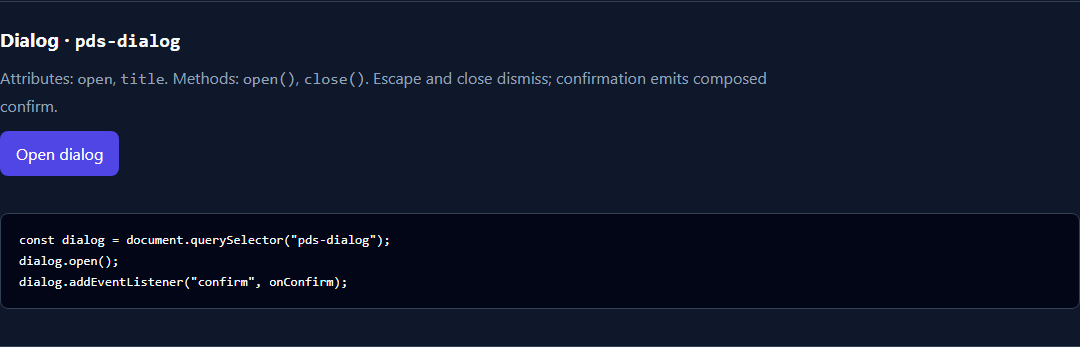 Dialog · pds-dialog
Attributes: open, title. Methods: open(), close(). Escape and close dismiss; confirmation emits composed
confirm.
Open dialog
const dialog = document.querySelector("pds-dialog");
dialog.open();
dialog.addEventListener("confirm", onConfirm);